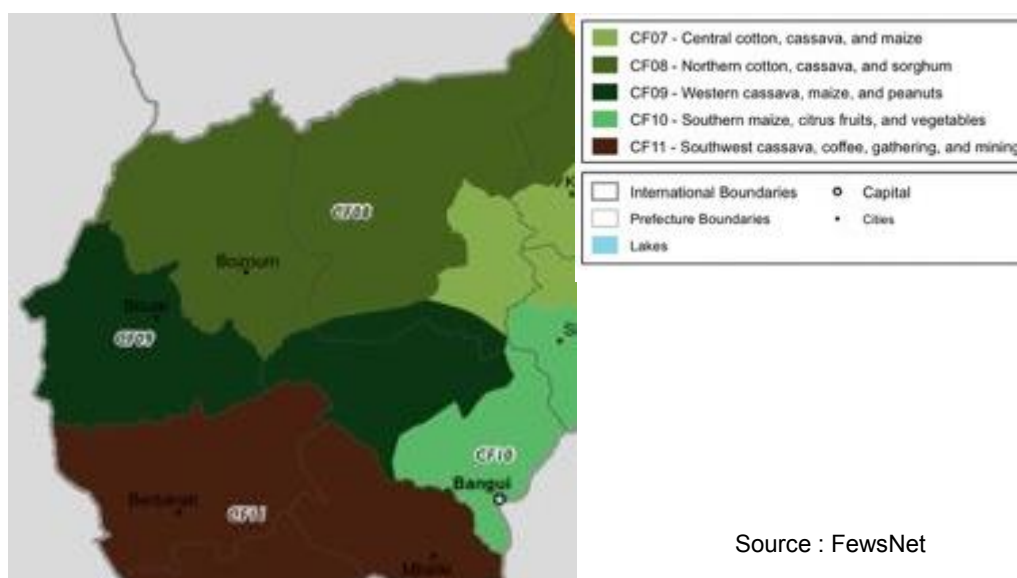 CF08
Bozoum
Bouar
CF09
CF10
Bangui
Berberati
CF11
Mbaiki
CF07 - Central cotton, cassava, and maize
CF08 - Northern cotton, cassava, and sorghum
CF09 - Western cassava, maize, and peanuts
CF10 - Southern maize, citrus fruits, and vegetables
CF11 - Southwest cassava, coffee, gathering, and mining
International Boundaries
Capital
Prefecture Boundaries
Cities
Lakes
Source : FewsNet